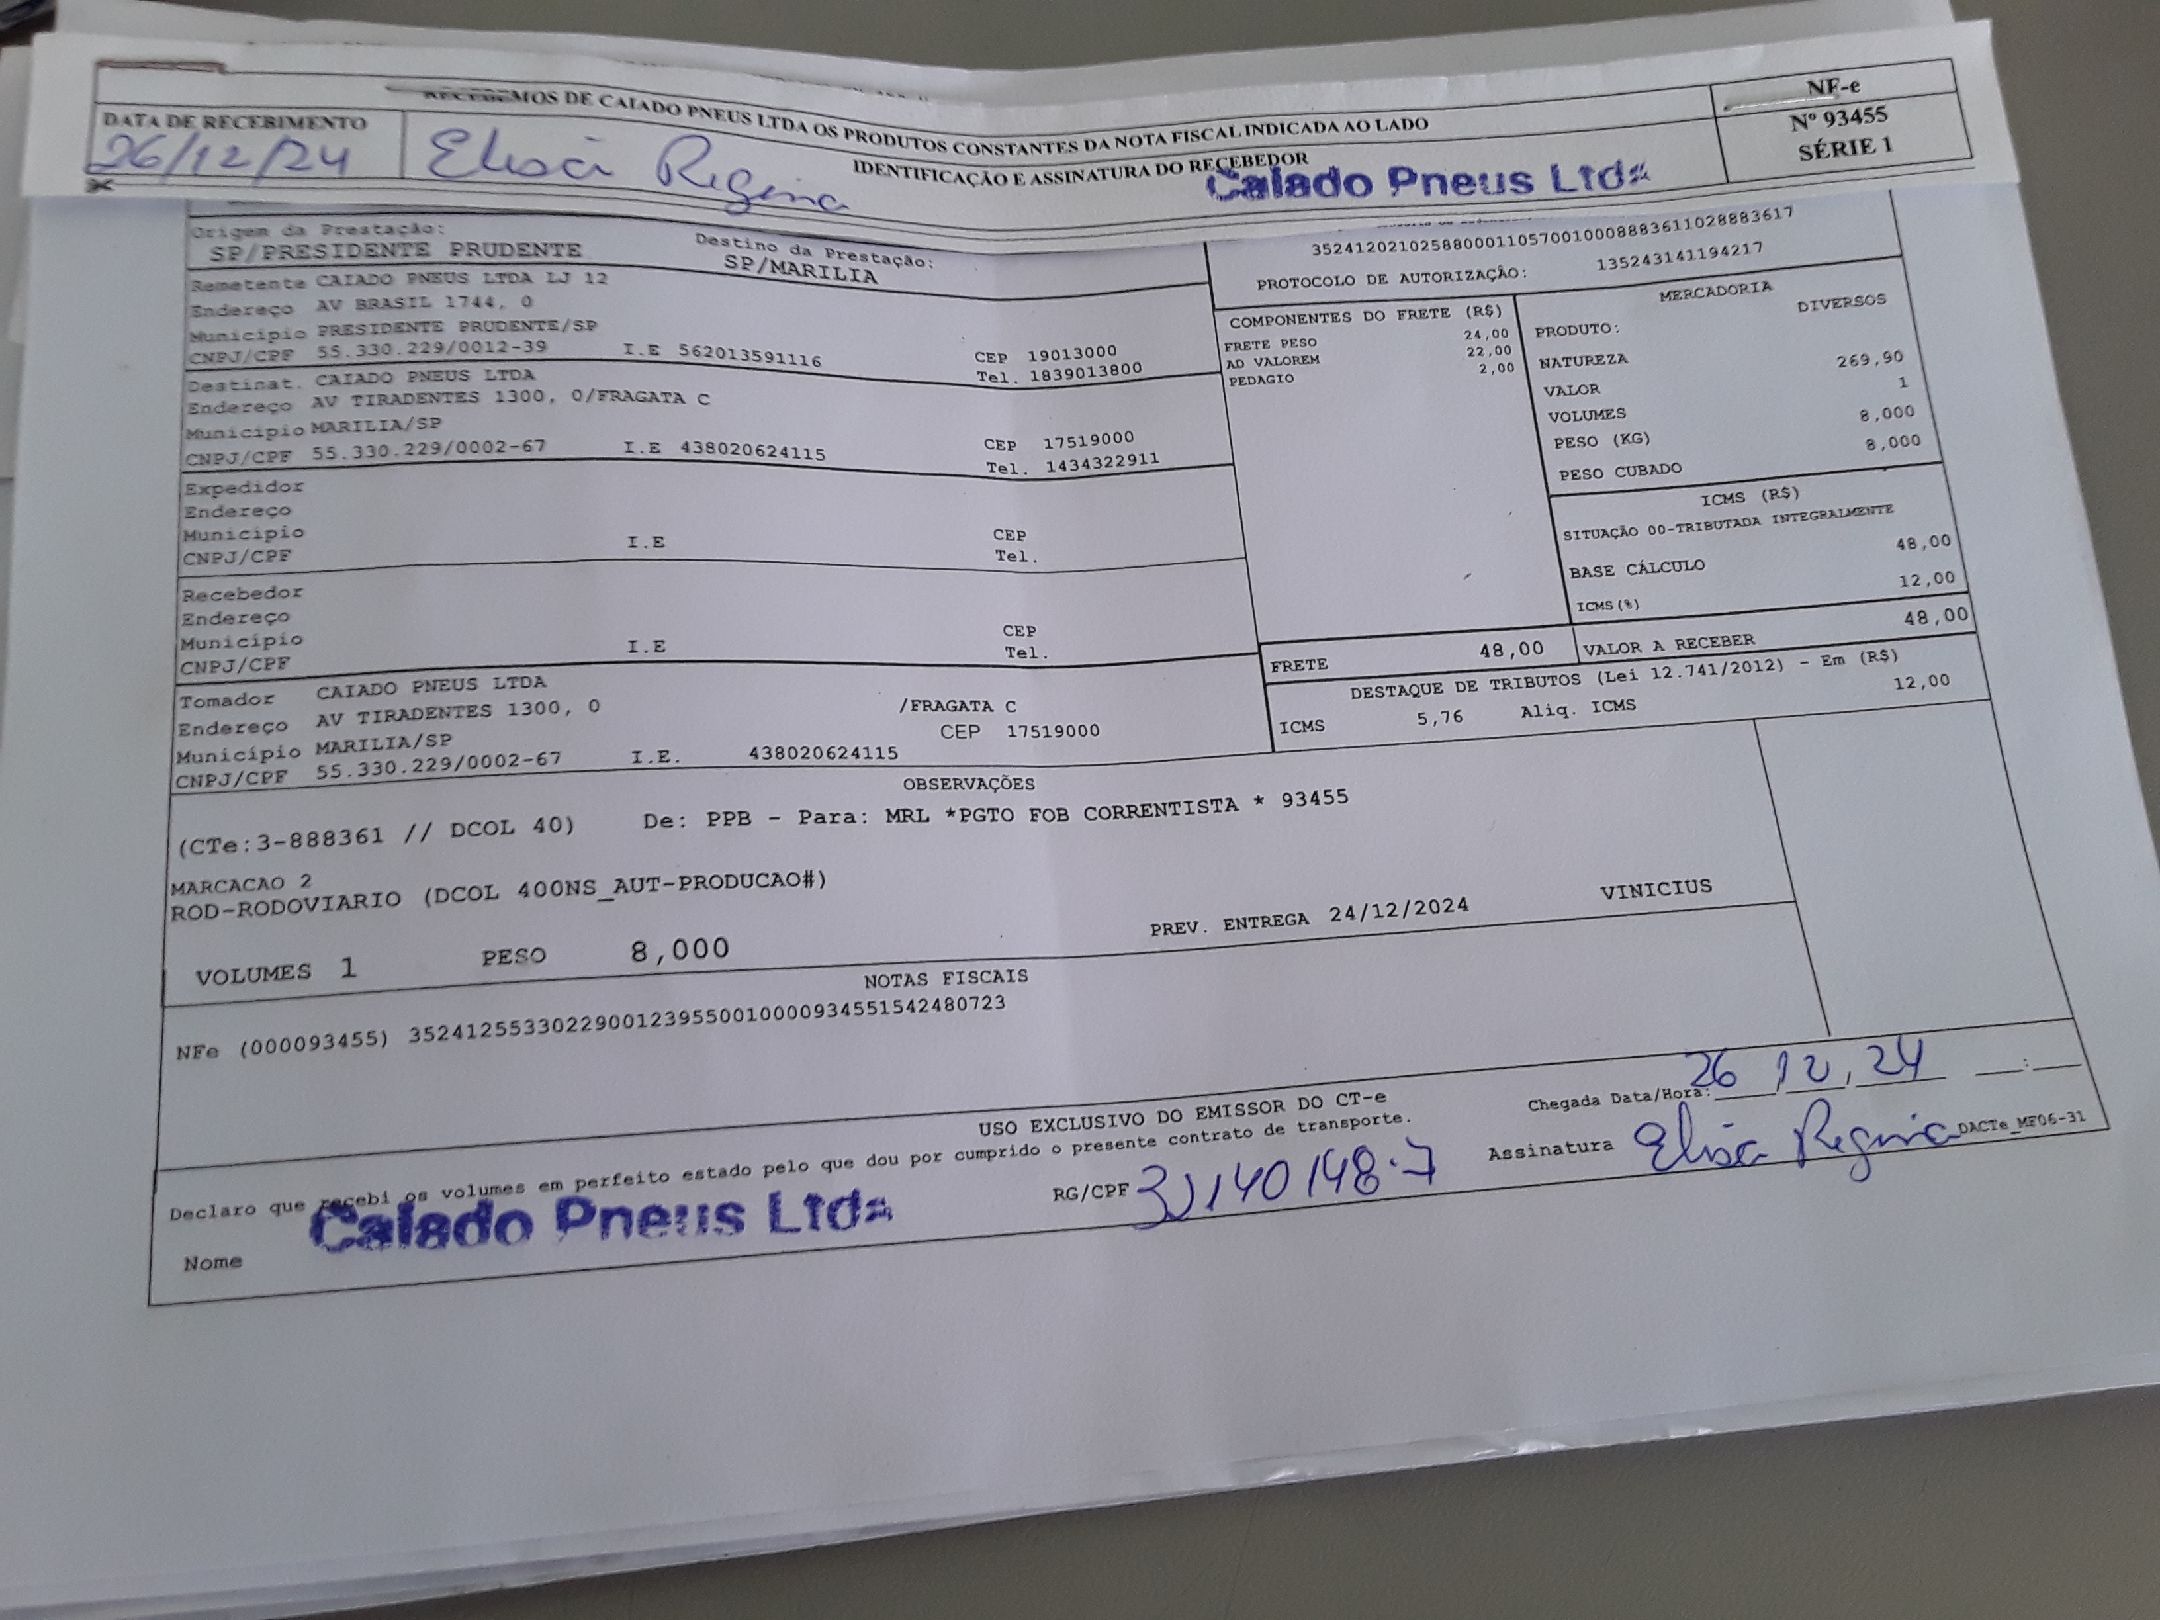 RECEBEMOS DE CAIADO PNEUS LTDA OS PRODUTOS CONSTANTES DA NOTA FISCAL INDICADA AO LADO
NF-e
Nº 93455
SÉRIE 1
DATA DE RECEBIMENTO
26/12/24
IDENTIFICAÇÃO E ASSINATURA DO RECEBEDOR
Elisa Regina
Caiado Pneus Ltda
Origem da Prestação:
SP/PRESIDENTE PRUDENTE
Destino da Prestação:
SP/MARILIA
35241202102588000110570010008883611028883617
PROTOCOLO DE AUTORIZAÇÃO: 135243141194217
Remetente CAIADO PNEUS LTDA LJ 12
Endereço AV BRASIL 1744, 0
Município PRESIDENTE PRUDENTE/SP CEP 19013000
CNPJ/CPF 55.330.229/0012-39 I.E 562013591116 Tel. 1839013800
Destinat. CAIADO PNEUS LTDA
Endereço AV TIRADENTES 1300, 0/FRAGATA C
Município MARILIA/SP CEP 17519000
CNPJ/CPF 55.330.229/0002-67 I.E 438020624115 Tel. 1434322911
Expedidor
Endereço
Município CEP
CNPJ/CPF I.E Tel.
Recebedor
Endereço
Município CEP
CNPJ/CPF I.E Tel.
Tomador CAIADO PNEUS LTDA
Endereço AV TIRADENTES 1300, 0 /FRAGATA C
Município MARILIA/SP CEP 17519000
CNPJ/CPF 55.330.229/0002-67 I.E. 438020624115
COMPONENTES DO FRETE (R$)
FRETE PESO 24,00
AD VALOREM 22,00
PEDAGIO 2,00
MERCADORIA
PRODUTO: DIVERSOS
NATUREZA
VALOR 269,90
VOLUMES 1
PESO (KG) 8,000
PESO CUBADO 8,000
ICMS (R$)
SITUAÇÃO 00-TRIBUTADA INTEGRALMENTE
BASE CÁLCULO 48,00
ICMS(%) 12,00
FRETE 48,00
VALOR A RECEBER 48,00
DESTAQUE DE TRIBUTOS (Lei 12.741/2012) - Em (R$)
ICMS 5,76 Aliq. ICMS 12,00
OBSERVAÇÕES
(CTe:3-888361 // DCOL 40) De: PPB - Para: MRL *PGTO FOB CORRENTISTA * 93455
MARCACAO 2
ROD-RODOVIARIO (DCOL 400NS_AUT-PRODUCAO#)
VOLUMES 1 PESO 8,000 PREV. ENTREGA 24/12/2024 VINICIUS
NOTAS FISCAIS
NFe (000093455) 35241255330229001239550010000934551542480723
USO EXCLUSIVO DO EMISSOR DO CT-e
Declaro que recebi os volumes em perfeito estado pelo que dou por cumprido o presente contrato de transporte.
Chegada Data/Hora: 26/12/24 __:__
Nome Caiado Pneus Ltda
RG/CPF
Assinatura Elisa Regina
DACTe_MF06-31